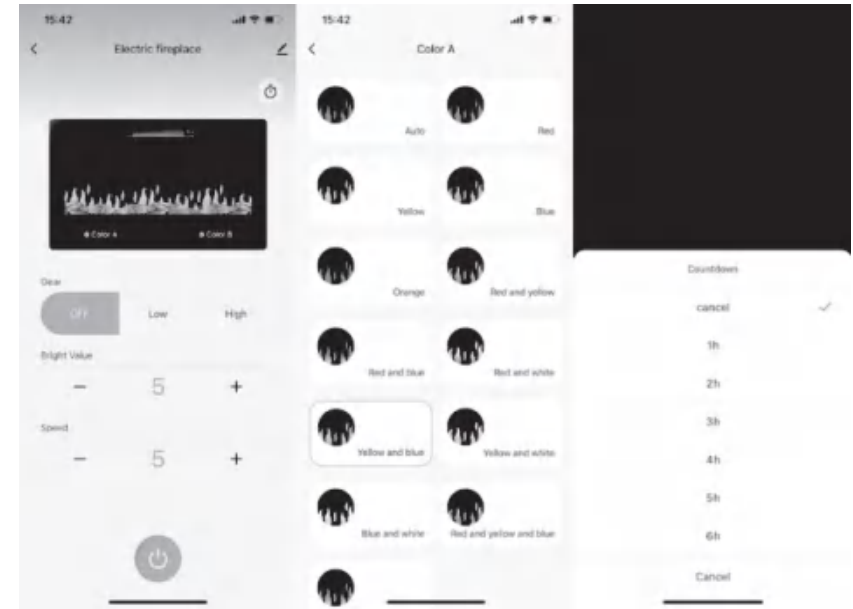 15:42
Electric fireplace
Color A
Color B
Gear
Off
Low
High
Bright Value
− 5 +
Speed
− 5 +
15:42
Color A
Auto
Red
Yellow
Blue
Orange
Red and yellow
Red and blue
Red and white
Yellow and blue
Yellow and white
Blue and white
Red and yellow and blue
Countdown
cancel
1h
2h
3h
4h
5h
6h
Cancel